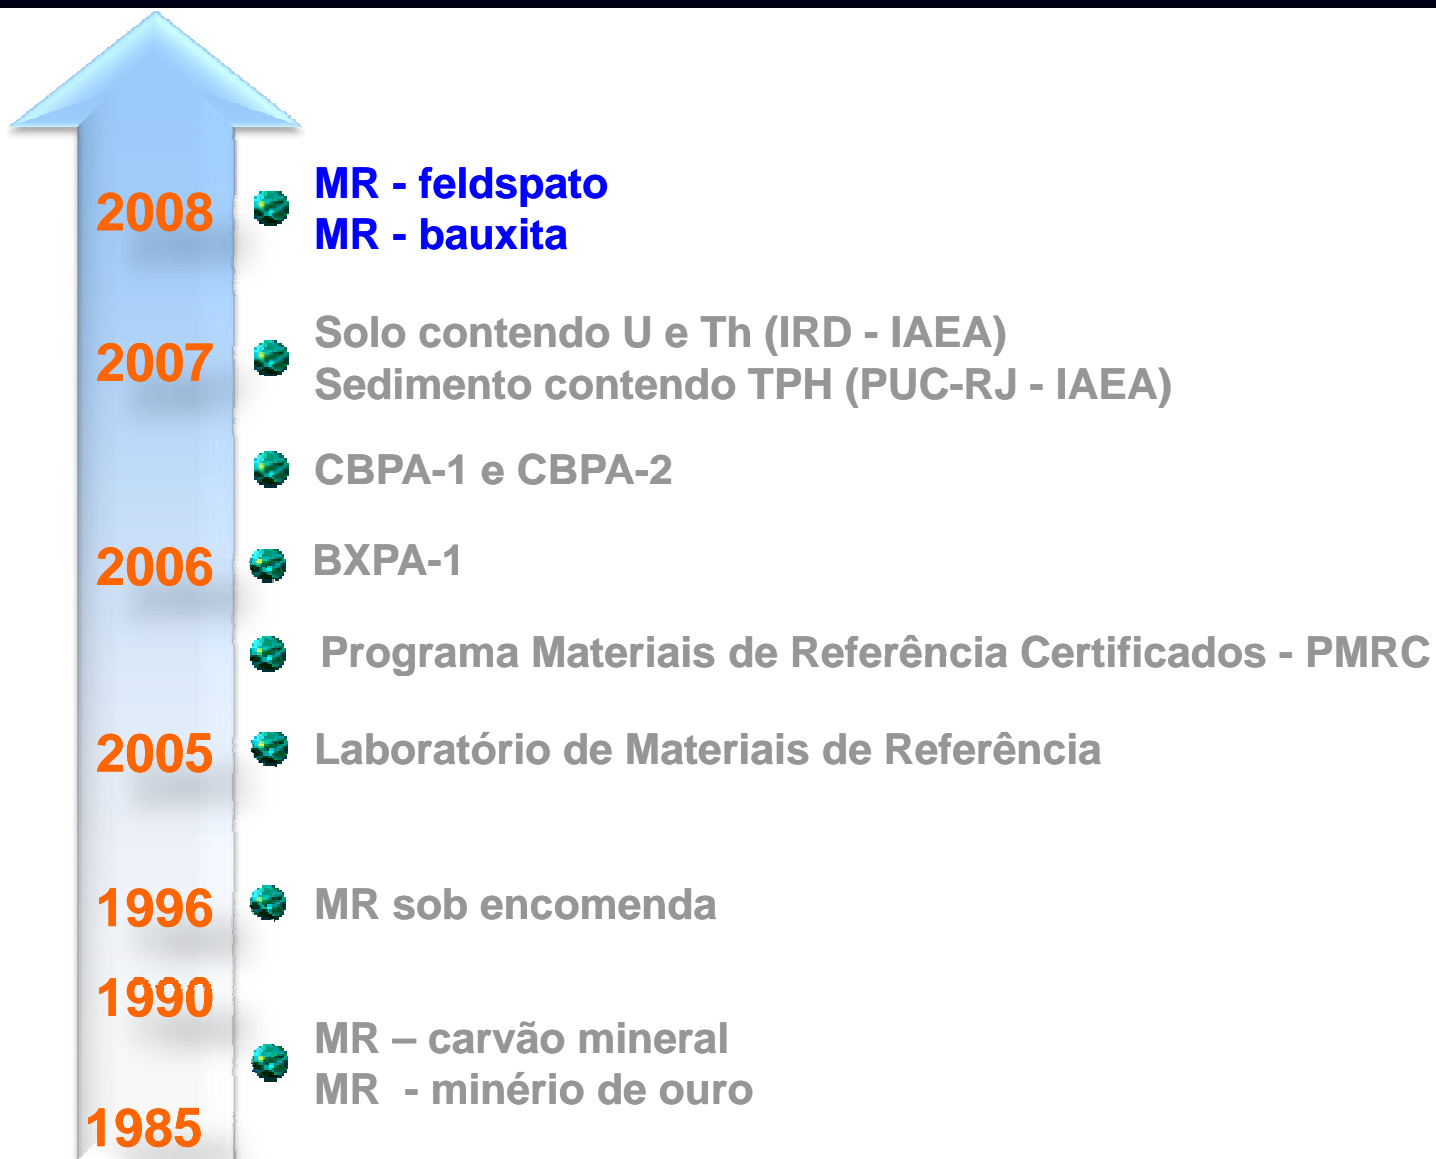 2008
MR - feldspato
MR - bauxita
2007
Solo contendo U e Th (IRD - IAEA)
Sedimento contendo TPH (PUC-RJ - IAEA)
CBPA-1 e CBPA-2
2006
BXPA-1
Programa Materiais de Referência Certificados - PMRC
2005
Laboratório de Materiais de Referência
1996
MR sob encomenda
1990
MR – carvão mineral
MR - minério de ouro
1985